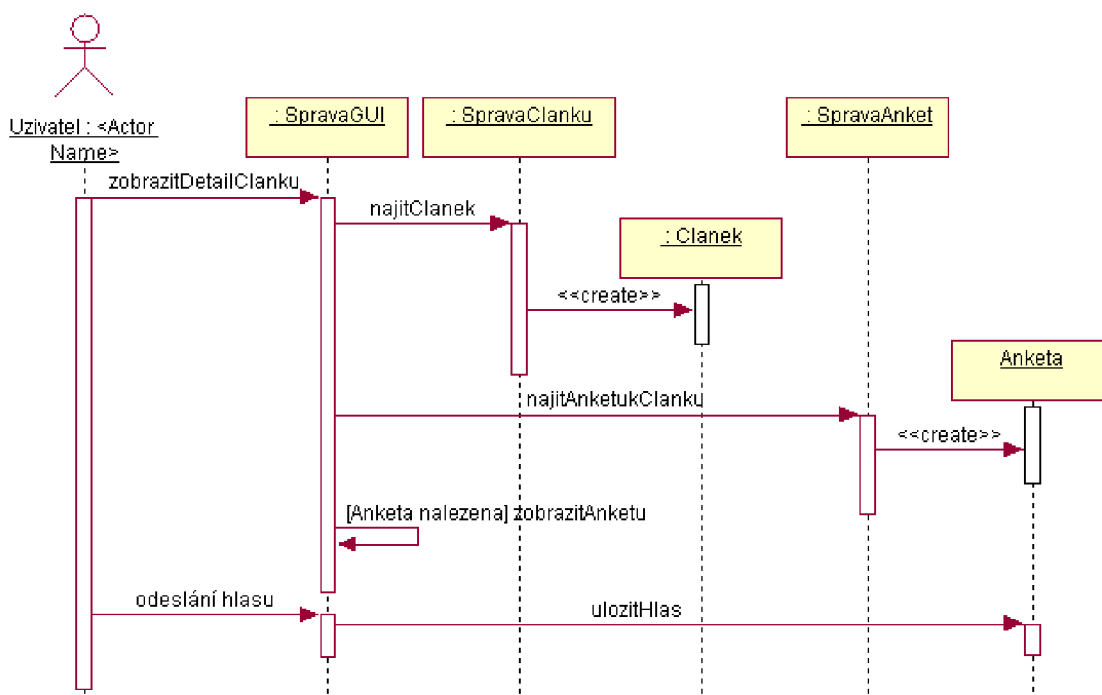 : SpravaGUI
: SpravaClanku
: SpravaAnket
Uzivatel : <Actor
Name>
zobrazitDetailClanku
najitClanek
: Clanek
<<create>>
Anketa
najitAnketukClanku
<<create>>
[Anketa nalezena] zobrazitAnketu
odeslání hlasu
ulozitHlas